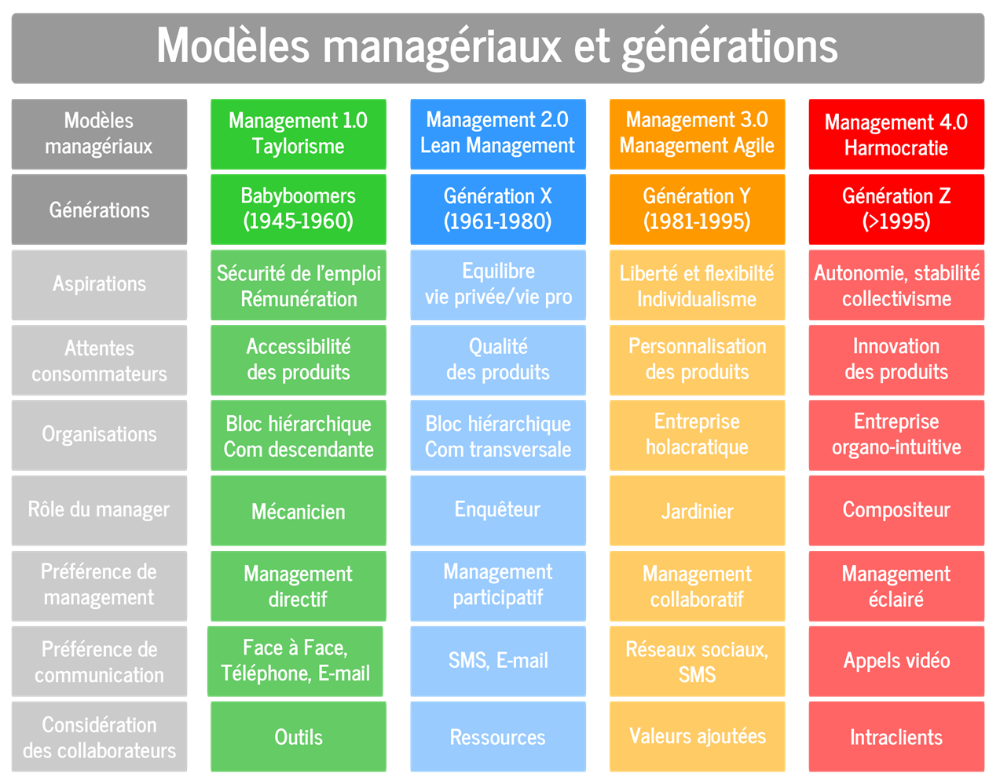 Modèles managériaux et générations
Modèles
managériaux
Management 1.0
Taylorisme
Management 2.0
Lean Management
Management 3.0
Management Agile
Management 4.0
Harmocratie
Générations
Babyboomers
(1945-1960)
Génération X
(1961-1980)
Génération Y
(1981-1995)
Génération Z
(>1995)
Aspirations
Sécurité de l'emploi
Rémunération
Equilibre
vie privée/vie pro
Liberté et flexibilté
Individualisme
Autonomie, stabilité
collectivisme
Attentes
consommateurs
Accessibilité
des produits
Qualité
des produits
Personnalisation
des produits
Innovation
des produits
Organisations
Bloc hiérarchique
Com descendante
Bloc hiérarchique
Com transversale
Entreprise
holacratique
Entreprise
organo-intuitive
Rôle du manager
Mécanicien
Enquêteur
Jardinier
Compositeur
Préférence de
management
Management
directif
Management
participatif
Management
collaboratif
Management
éclairé
Préférence de
communication
Face à Face,
Téléphone, E-mail
SMS, E-mail
Réseaux sociaux,
SMS
Appels vidéo
Considération
des collaborateurs
Outils
Ressources
Valeurs ajoutées
Intraclients